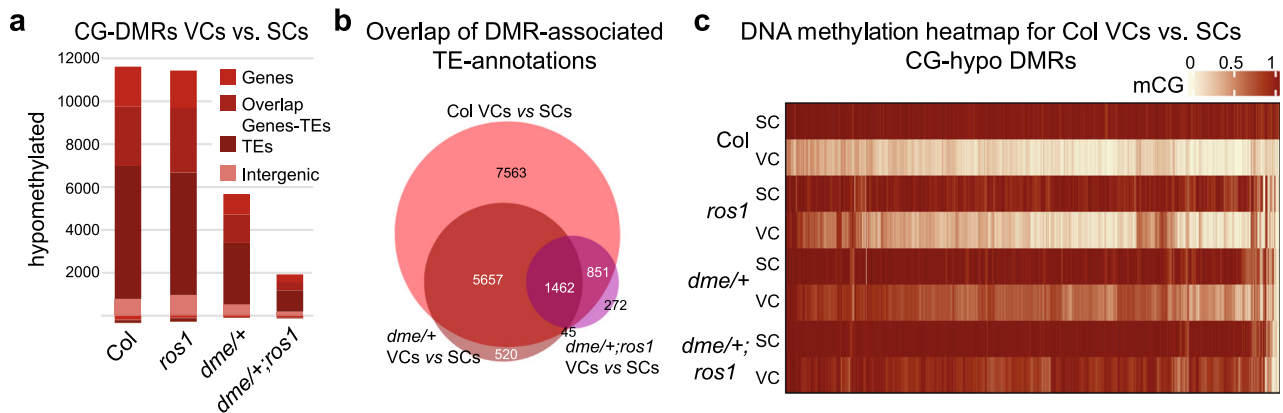 a
CG-DMRs VCs vs. SCs
12000
10000
8000
6000
4000
2000
hypomethylated
Genes
Overlap
Genes-TEs
TEs
Intergenic
Col
ros1
dme/+
dme/+;ros1
b
Overlap of DMR-associated
TE-annotations
Col VCs vs SCs
7563
5657
1462
851
272
45
520
dme/+
VCs vs SCs
dme/+;ros1
VCs vs SCs
c
DNA methylation heatmap for Col VCs vs. SCs
CG-hypo DMRs
mCG
0
0.5
1
Col
SC
VC
ros1
SC
VC
dme/+
SC
VC
dme/+;
ros1
SC
VC